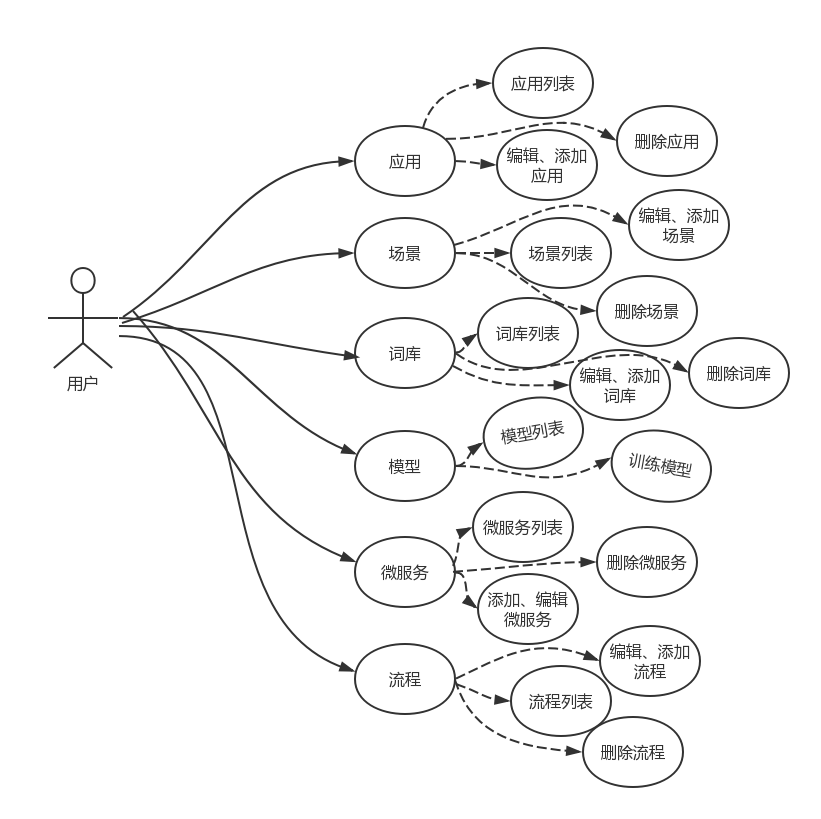 应用列表
删除应用
应用
编辑、添加
应用
编辑、添加
场景
场景
场景列表
删除场景
词库列表
词库
删除词库
编辑、添加
词库
用户
模型列表
模型
训练模型
微服务列表
删除微服务
微服务
添加、编辑
微服务
编辑、添加
流程
流程
流程列表
删除流程